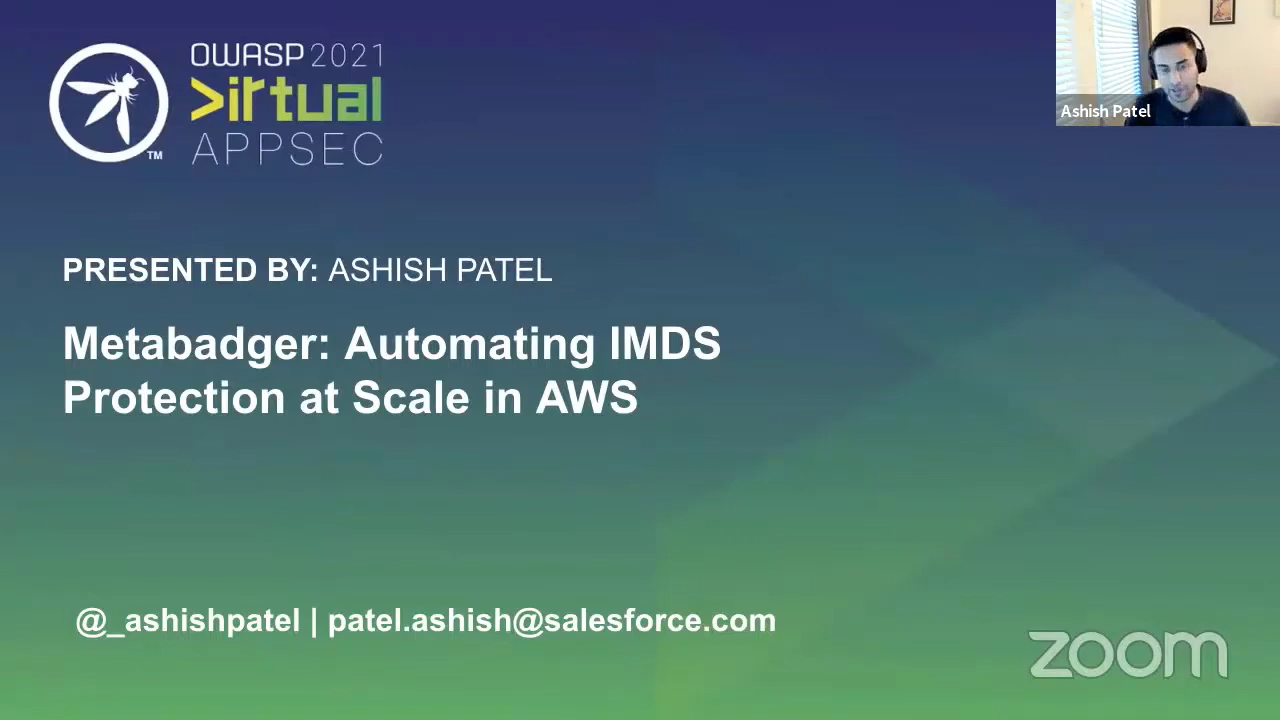 OWASP 2021
>irtual
APPSEC
TM
Ashish Patel
PRESENTED BY: ASHISH PATEL
Metabadger: Automating IMDS
Protection at Scale in AWS
@_ashishpatel | patel.ashish@salesforce.com
zoom